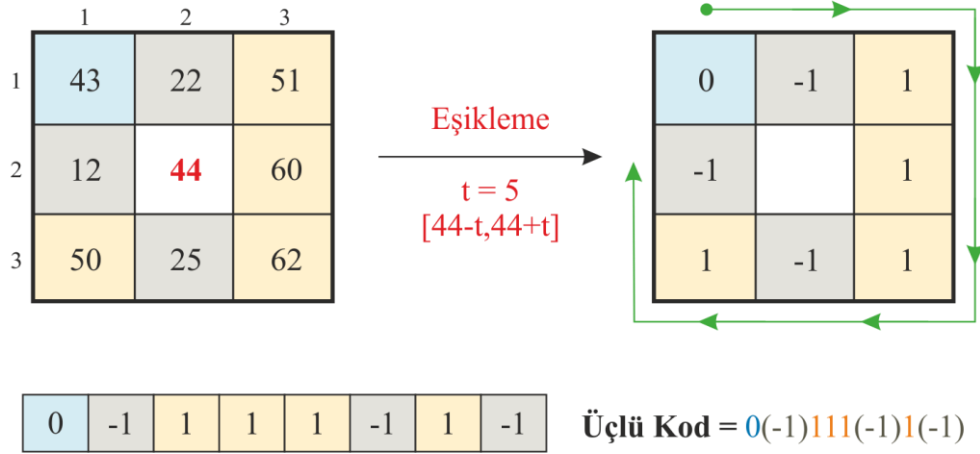 1 2 3
1 43 22 51
2 12 44 60
3 50 25 62
Eşikleme
t = 5
[44-t,44+t]
0 -1 1
-1 1
1 -1 1
0 -1 1 1 1 -1 1 -1
Üçlü Kod = 0(-1)111(-1)1(-1)